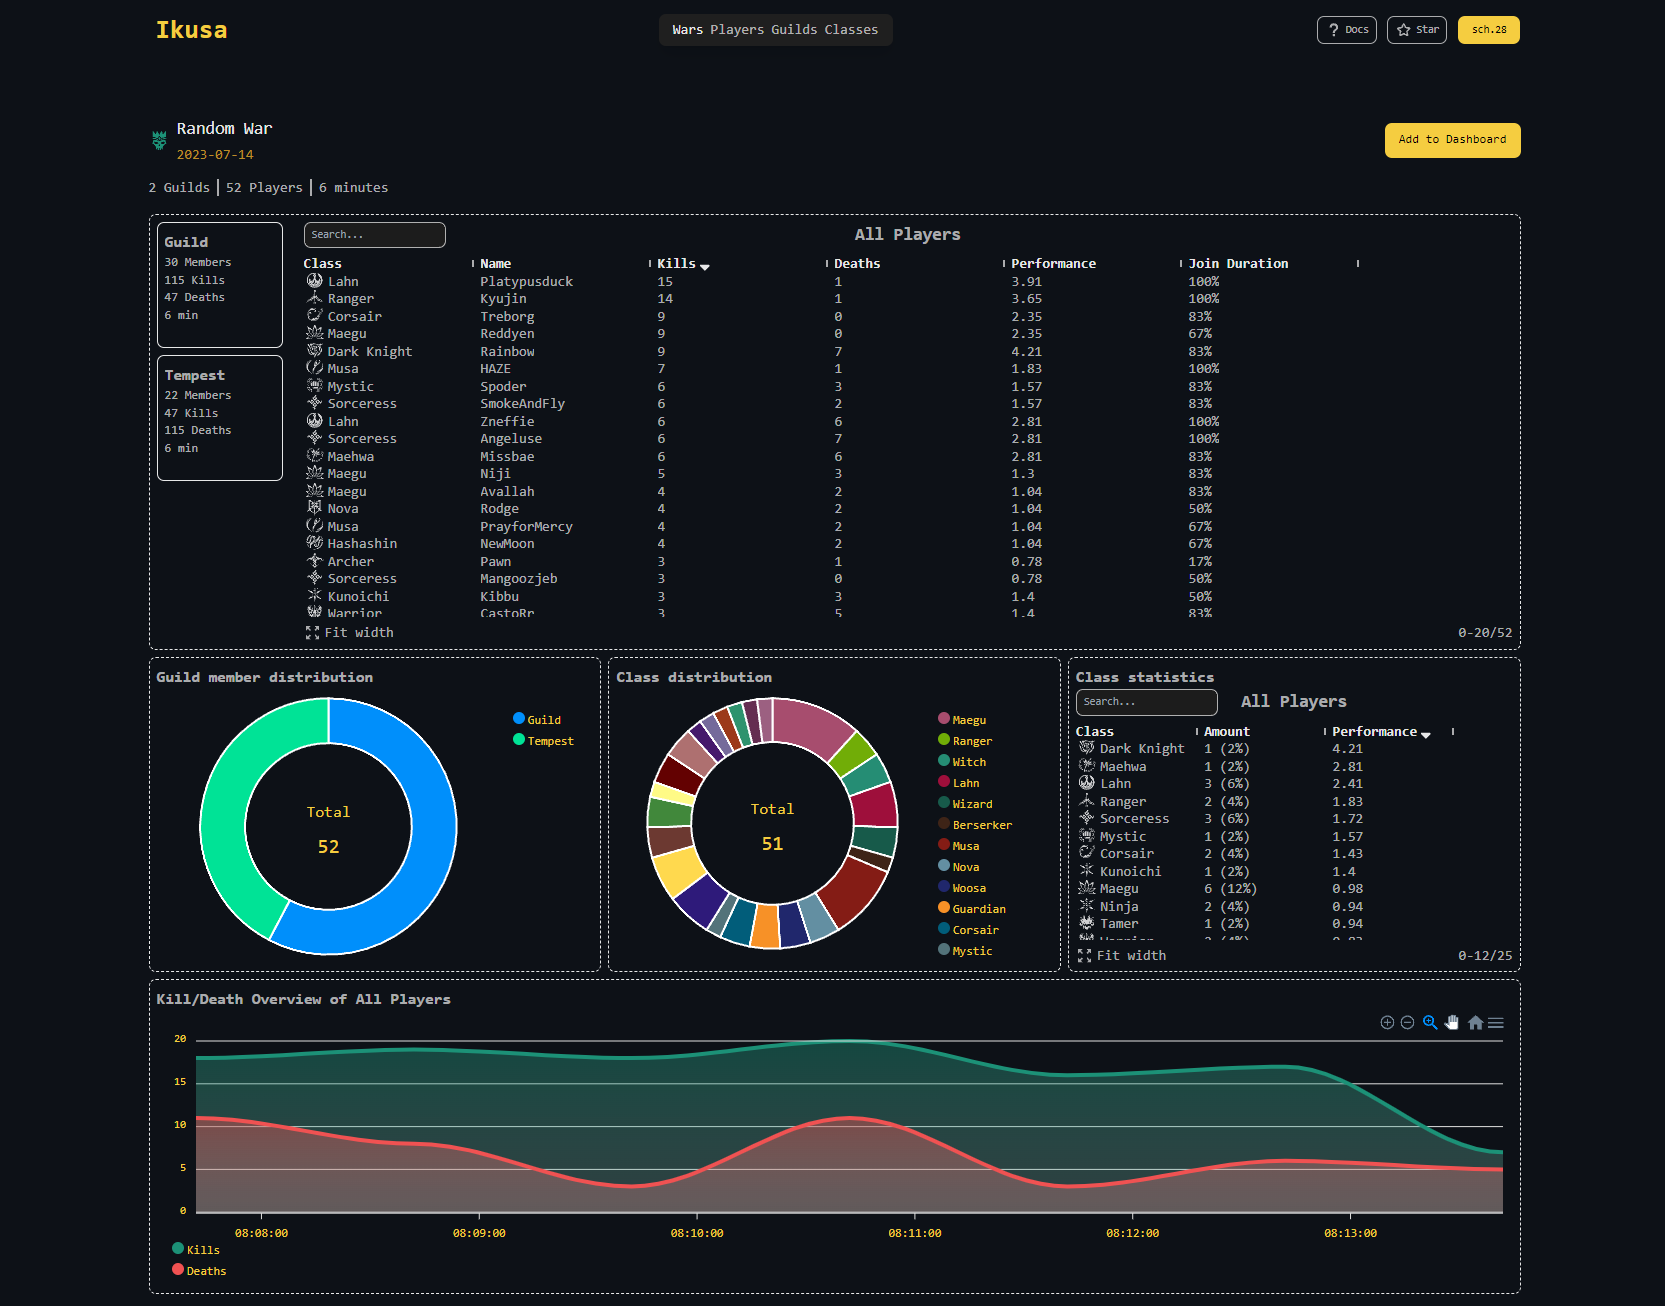 Ikusa
Wars Players Guilds Classes
? Docs
Star
sch.28
Random War
2023-07-14
Add to Dashboard
2 Guilds | 52 Players | 6 minutes
Guild
30 Members
115 Kills
47 Deaths
6 min
Tempest
22 Members
47 Kills
115 Deaths
6 min
Search...
All Players
Class Name Kills Deaths Performance Join Duration
Lahn Platypusduck 15 1 3.91 100%
Ranger Kyujin 14 1 3.65 100%
Corsair Treborg 9 0 2.35 83%
Maegu Reddyen 9 0 2.35 67%
Dark Knight Rainbow 9 7 4.21 83%
Musa HAZE 7 1 1.83 100%
Mystic Spoder 6 3 1.57 83%
Sorceress SmokeAndFly 6 2 1.57 83%
Lahn Zneffie 6 6 2.81 100%
Sorceress Angeluse 6 7 2.81 100%
Maehwa Missbae 6 6 2.81 83%
Maegu Niji 5 3 1.3 83%
Maegu Avallah 4 2 1.04 83%
Nova Rodge 4 2 1.04 50%
Musa PrayforMercy 4 2 1.04 67%
Hashashin NewMoon 4 2 1.04 67%
Archer Pawn 3 1 0.78 17%
Sorceress Mangoozjeb 3 0 0.78 50%
Kunoichi Kibbu 3 3 1.4 50%
Warrior CastoRr 3 5 1.4 83%
Fit width
0-20/52
Guild member distribution
Total
52
Guild
Tempest
Class distribution
Total
51
Maegu
Ranger
Witch
Lahn
Wizard
Berserker
Musa
Nova
Woosa
Guardian
Corsair
Mystic
Class statistics
Search...
All Players
Class Amount Performance
Dark Knight 1 (2%) 4.21
Maehwa 1 (2%) 2.81
Lahn 3 (6%) 2.41
Ranger 2 (4%) 1.83
Sorceress 3 (6%) 1.72
Mystic 1 (2%) 1.57
Corsair 2 (4%) 1.43
Kunoichi 1 (2%) 1.4
Maegu 6 (12%) 0.98
Ninja 2 (4%) 0.94
Tamer 1 (2%) 0.94
Fit width
0-12/25
Kill/Death Overview of All Players
20
15
10
5
0
08:08:00 08:09:00 08:10:00 08:11:00 08:12:00 08:13:00
Kills
Deaths